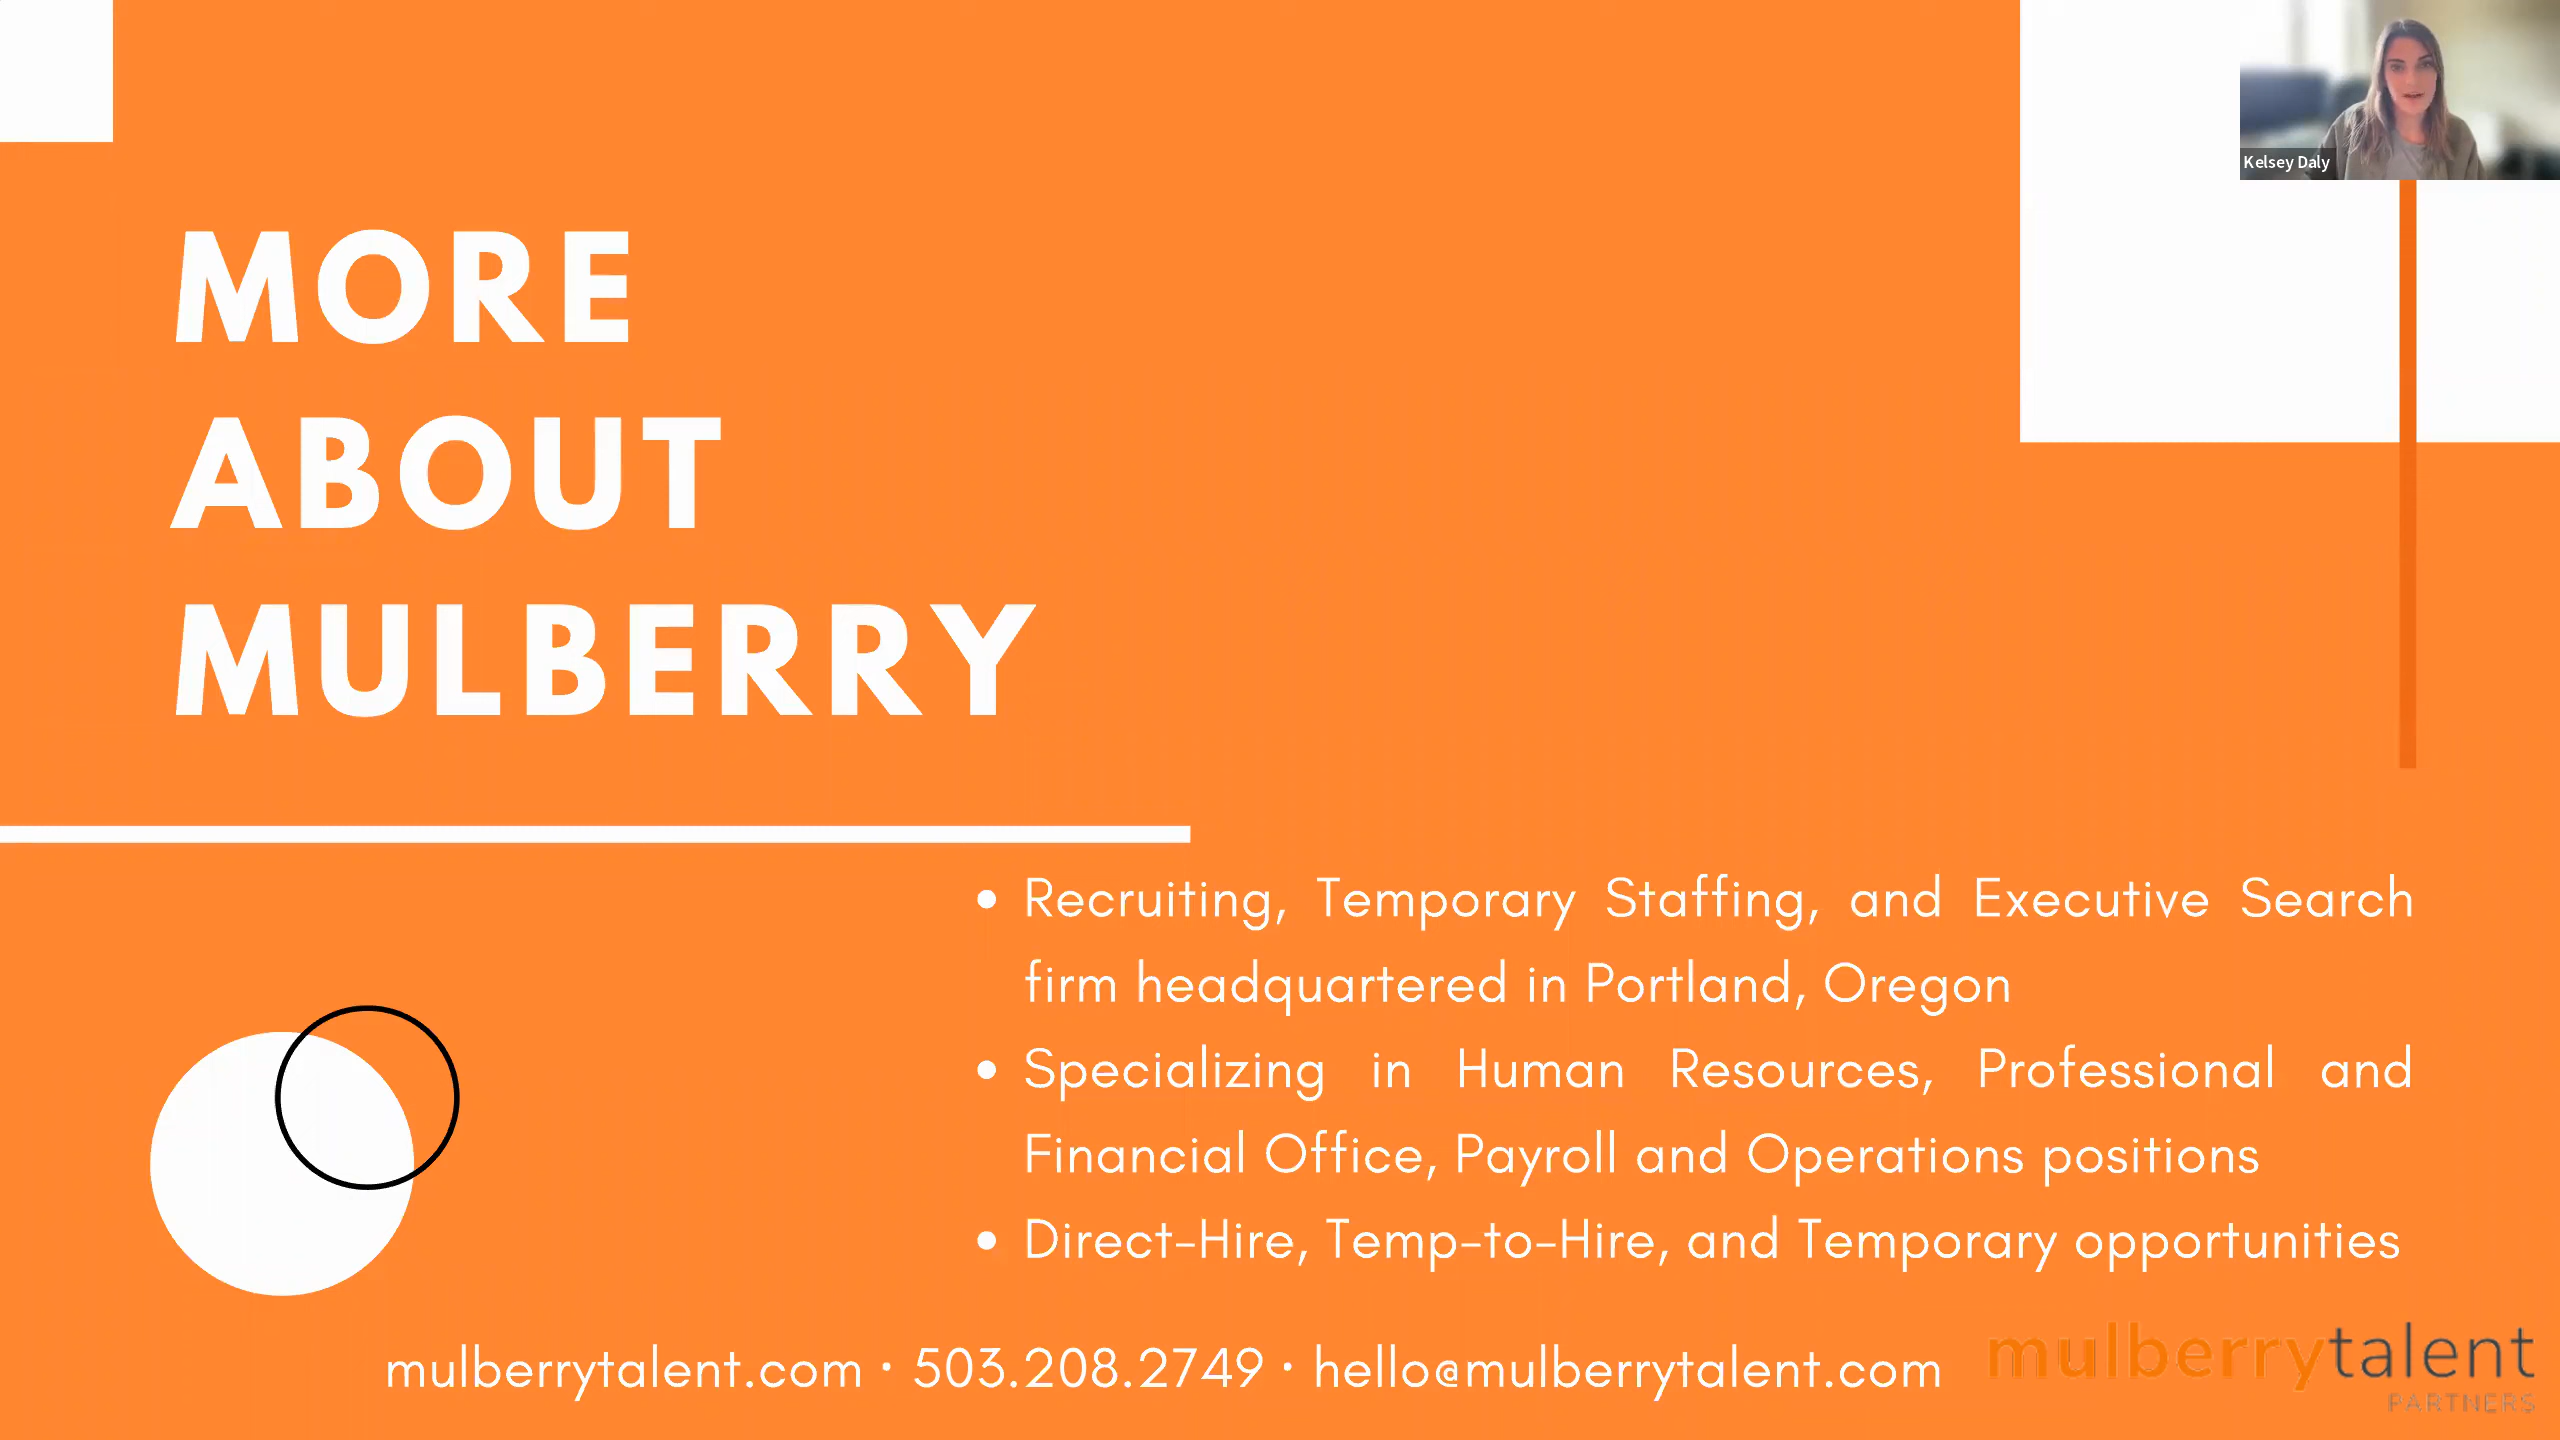 Kelsey Daly
MORE
ABOUT
MULBERRY
• Recruiting, Temporary Staffing, and Executive Search
firm headquartered in Portland, Oregon
• Specializing in Human Resources, Professional and
Financial Office, Payroll and Operations positions
• Direct-Hire, Temp-to-Hire, and Temporary opportunities
mulberrytalent.com • 503.208.2749 • hello@mulberrytalent.com
mulberrytalent
PARTNERS